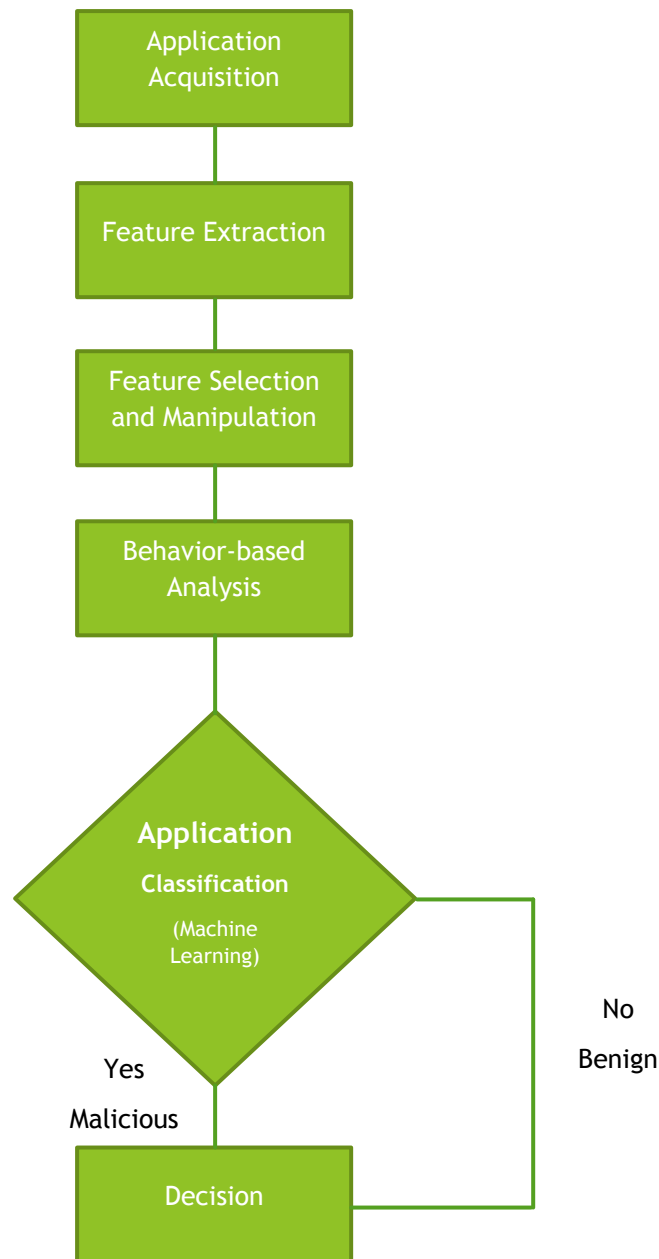 Application
Acquisition
Feature Extraction
Feature Selection
and Manipulation
Behavior-based
Analysis
Application
Classification
(Machine
Learning)
No
Benign
Yes
Malicious
Decision